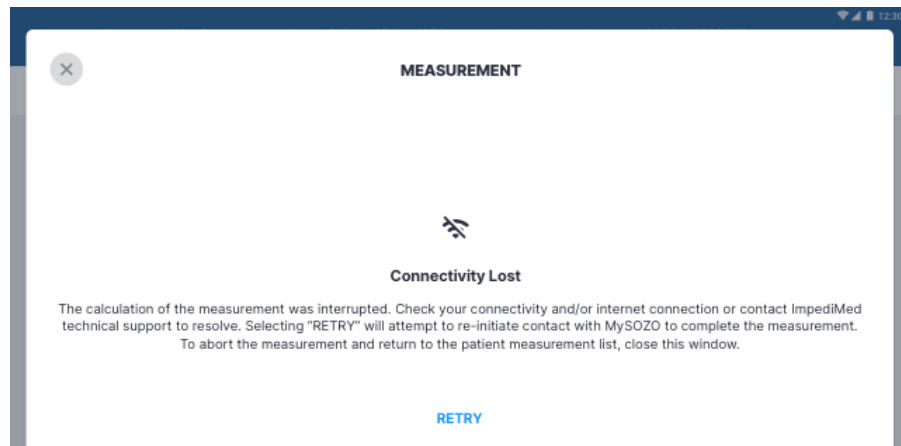 12:30
MEASUREMENT
Connectivity Lost
The calculation of the measurement was interrupted. Check your connectivity and/or internet connection or contact ImpediMed
technical support to resolve. Selecting "RETRY" will attempt to re-initiate contact with MySOZO to complete the measurement.
To abort the measurement and return to the patient measurement list, close this window.
RETRY